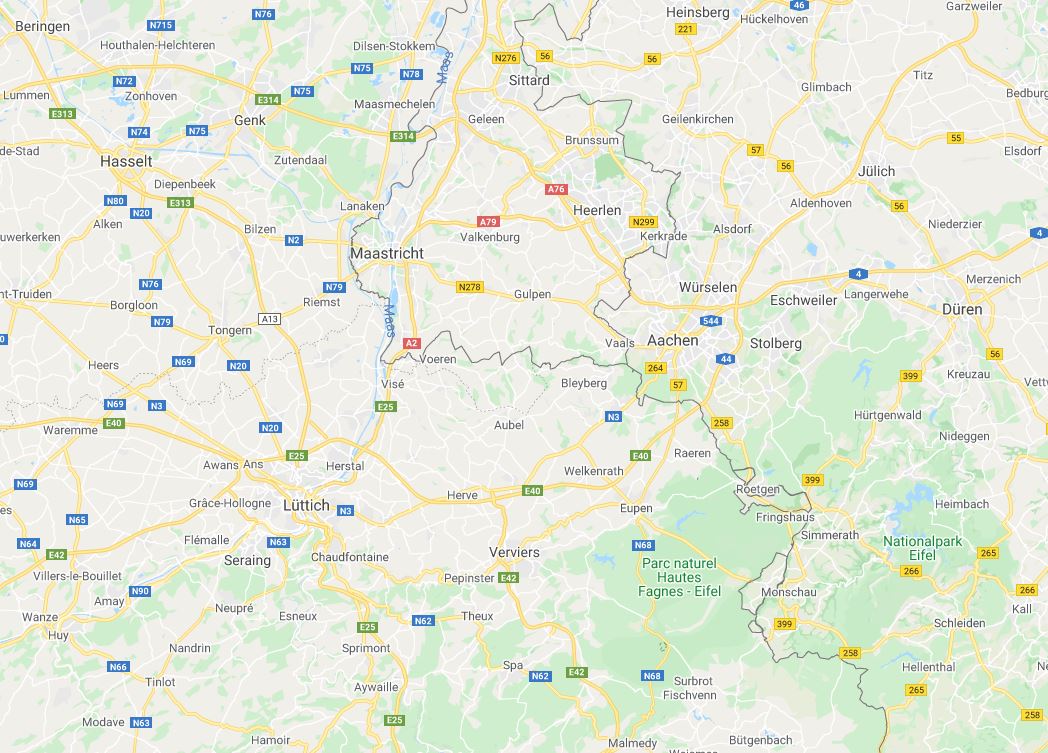 Beringen
N715
N76
Heinsberg
46
Garzweiler
Hückelhoven
221
Houthalen-Helchteren
Dilsen-Stokkem
Maas
N276
56
56
N75
N78
Sittard
Titz
N72
Zonhoven
E314
N75
Glimbach
Bedburg
Lummen
Maasmechelen
E313
Genk
Geleen
Geilenkirchen
N74
N75
E314
Brunssum
55
de-Stad
57
Elsdorf
Hasselt
Zutendaal
56
Jülich
Diepenbeek
A76
N80
E313
Lanaken
Aldenhoven
56
N20
Heerlen
Alken
Bilzen
A79
N299
Niederzier
uwerkerken
N2
Valkenburg
Kerkrade
Alsdorf
4
Maastricht
4
Merzenich
N76
N79
N278
Gulpen
Würselen
Langerwehe
nt-Truiden
Borgloon
Riemst
Eschweiler
Düren
N79
A13
Maas
544
Tongern
A2
Vaals
Aachen
Stolberg
Heers
N69
N20
Voeren
44
56
264
Kreuzau
Visé
Bleyberg
57
399
Vettw
N69
N3
E25
N3
Hürtgenwald
E40
N20
Aubel
258
Waremme
Nideggen
E25
E40
Raeren
Awans
Ans
Herstal
Welkenrath
N69
399
Herve
E40
Roetgen
Grâce-Hollogne
Lüttich
N3
Eupen
Heimbach
N65
Fringshaus
Simmerath
Flémalle
N63
N68
Nationalpark
Eifel
N64
E42
Seraing
Chaudfontaine
Verviers
265
Parc naturel
Hautes
Fagnes - Eifel
266
Villers-le-Bouillet
Pepinster
E42
N90
Monschau
266
Amay
Neupré
Kall
Wanze
Esneux
N62
Theux
399
Schleiden
Huy
E25
Nandrin
Sprimont
258
N66
Spa
Hellenthal
E42
N62
N68
Tinlot
Surbrot
Fischvenn
265
Aywaille
Modave
N63
E25
258
Hamoir
Malmedy
Bütgenbach